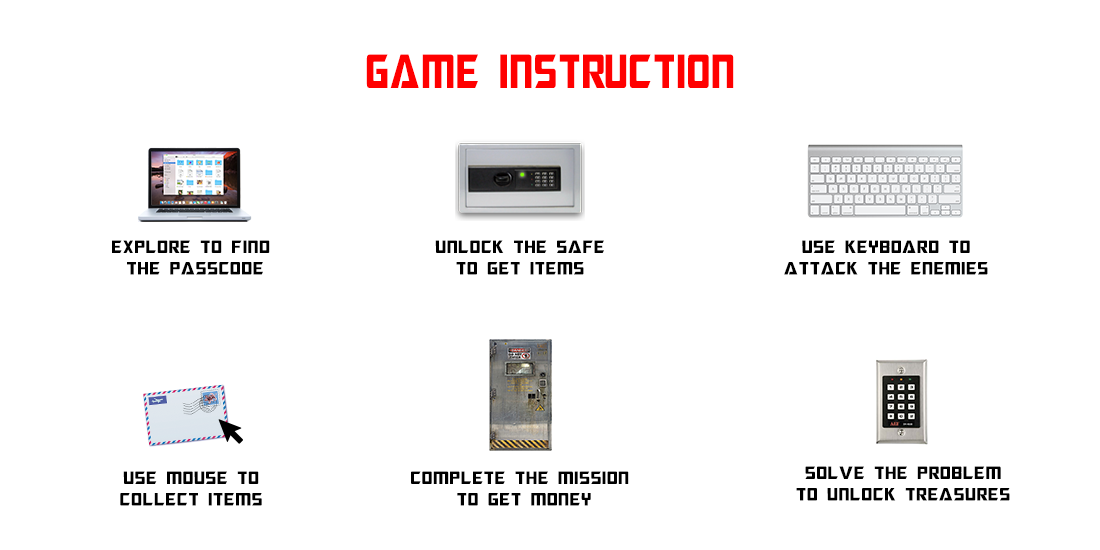 GAME INSTRUCTION
EXPLORE TO FIND
THE PASSCODE
UNLOCK THE SAFE
TO GET ITEMS
USE KEYBOARD TO
ATTACK THE ENEMIES
USE MOUSE TO
COLLECT ITEMS
COMPLETE THE MISSION
TO GET MONEY
SOLVE THE PROBLEM
TO UNLOCK TREASURES